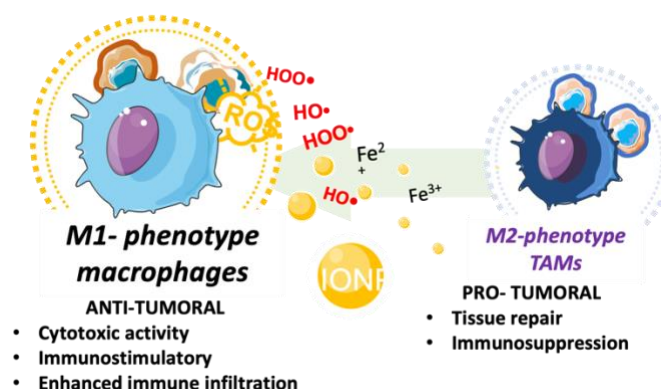 HOO•
ROS
HO•
HOO•
Fe2
+
HO•
Fe3+
IONP
M1- phenotype
macrophages
ANTI-TUMORAL
• Cytotoxic activity
• Immunostimulatory
• Enhanced immune infiltration
M2-phenotype
TAMs
PRO- TUMORAL
• Tissue repair
• Immunosuppression